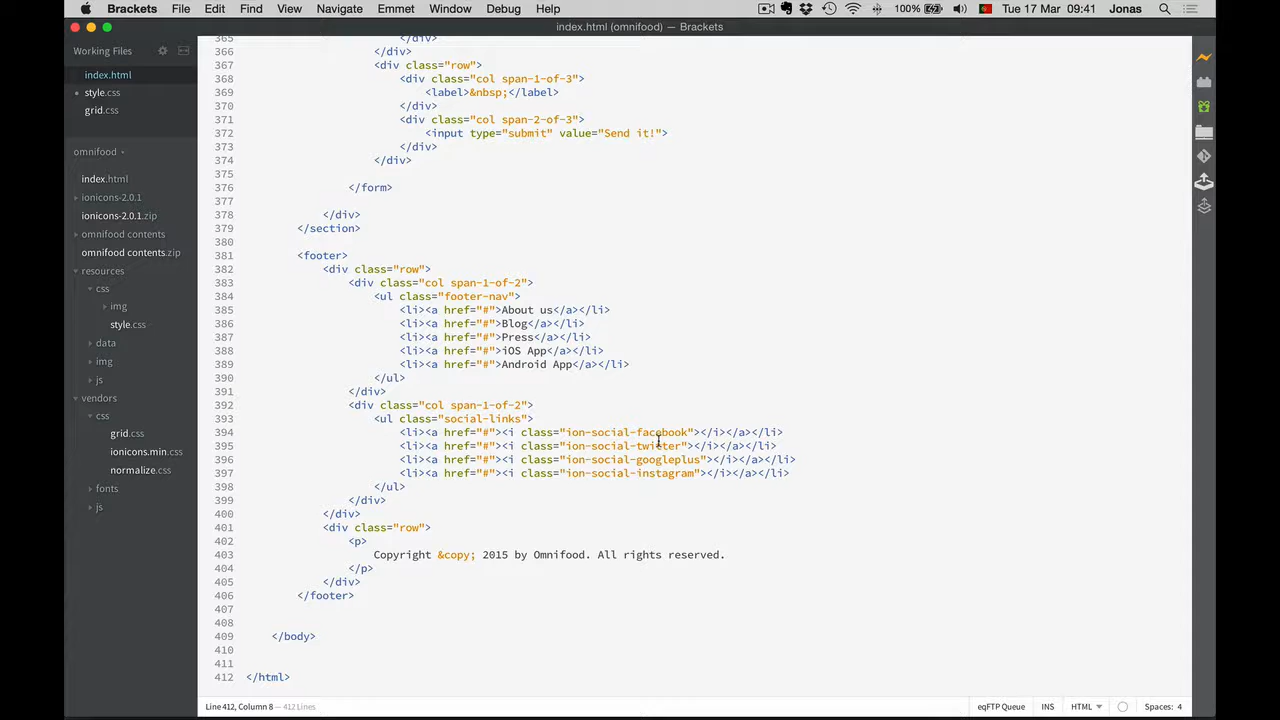 Brackets File Edit Find View Navigate Emmet Window Debug Help 100% Tue 17 Mar 09:41 Jonas
index.html (omnifood) — Brackets
Working Files
index.html
style.css
grid.css
omnifood
index.html
ionicons-2.0.1
ionicons-2.0.1.zip
omnifood contents
omnifood contents.zip
resources
css
img
style.css
data
img
js
vendors
css
grid.css
ionicons.min.css
normalize.css
fonts
js
365 </div>
366 </div>
367 <div class="row">
368 <div class="col span-1-of-3">
369 <label>&nbsp;</label>
370 </div>
371 <div class="col span-2-of-3">
372 <input type="submit" value="Send it!">
373 </div>
374 </div>
375
376 </form>
377
378 </div>
379 </section>
380
381 <footer>
382 <div class="row">
383 <div class="col span-1-of-2">
384 <ul class="footer-nav">
385 <li><a href="#">About us</a></li>
386 <li><a href="#">Blog</a></li>
387 <li><a href="#">Press</a></li>
388 <li><a href="#">iOS App</a></li>
389 <li><a href="#">Android App</a></li>
390 </ul>
391 </div>
392 <div class="col span-1-of-2">
393 <ul class="social-links">
394 <li><a href="#"><i class="ion-social-facebook"></i></a></li>
395 <li><a href="#"><i class="ion-social-twitter"></i></a></li>
396 <li><a href="#"><i class="ion-social-googleplus"></i></a></li>
397 <li><a href="#"><i class="ion-social-instagram"></i></a></li>
398 </ul>
399 </div>
400 </div>
401 <div class="row">
402 <p>
403 Copyright &copy; 2015 by Omnifood. All rights reserved.
404 </p>
405 </div>
406 </footer>
407
408
409 </body>
410
411
412 </html>
Line 412, Column 8 — 412 Lines eqFTP Queue INS HTML Spaces: 4